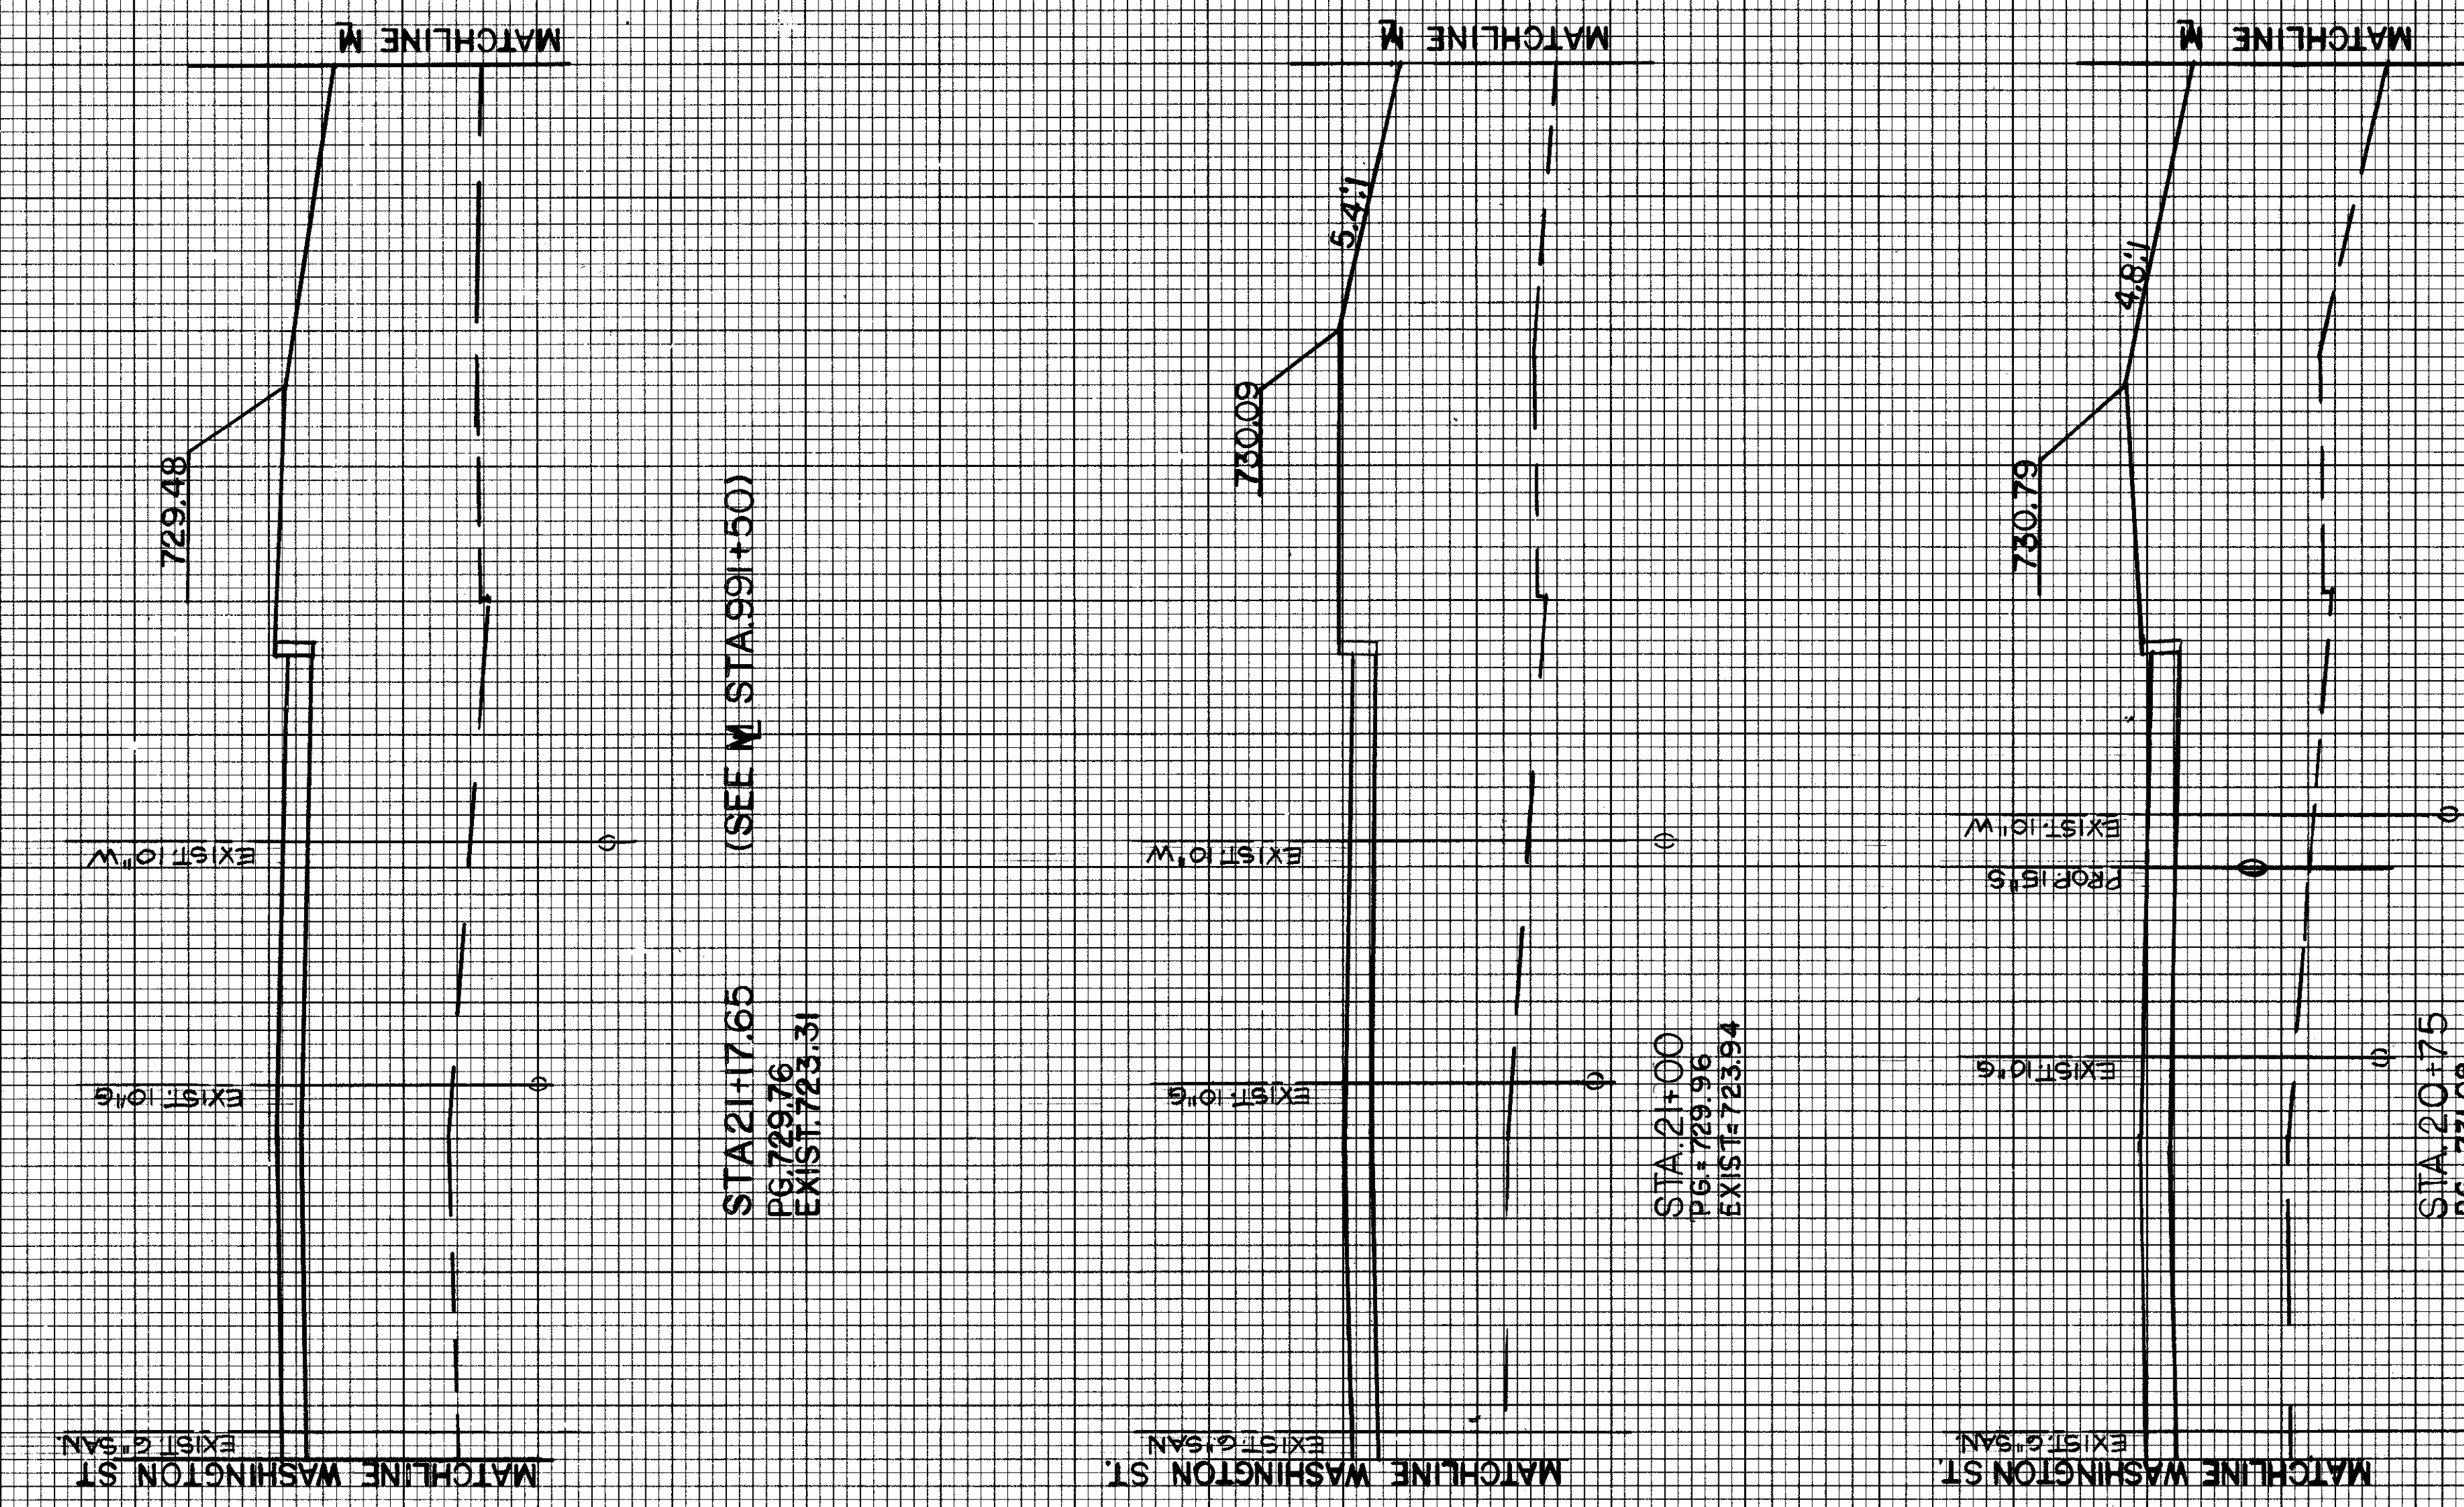 MATCHLINE M
729.48
EXIST. 10" W
EXIST. 10" G
EXIST. 6" SAN.
MATCHLINE WASHINGTON ST
STA 21+17.65 (SEE M STA. 991+50)
PG. 729.76
EXIST. 723.31
MATCHLINE M
5.4:1
730.09
EXIST. 10" W
EXIST. 10" G
EXIST. 6" SAN
MATCHLINE WASHINGTON ST.
STA. 21+00
PG. = 729.96
EXIST = 723.94
MATCHLINE M
4.8:1
730.79
EXIST. 10" W
PROP. 15" S
EXIST. 10" G
EXIST. 6" SAN.
MATCHLINE WASHINGTON ST.
STA. 20+75